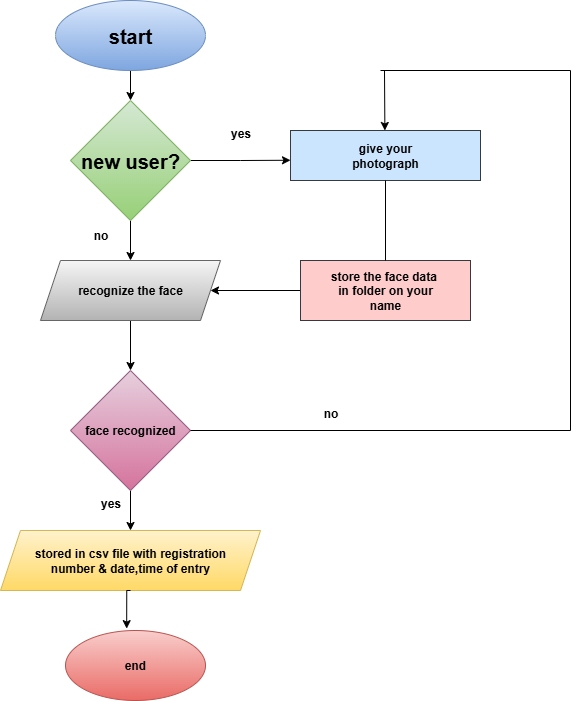 start
yes
new user?
give your
photograph
no
recognize the face
store the face data
in folder on your
name
no
face recognized
yes
stored in csv file with registration
number & date,time of entry
end